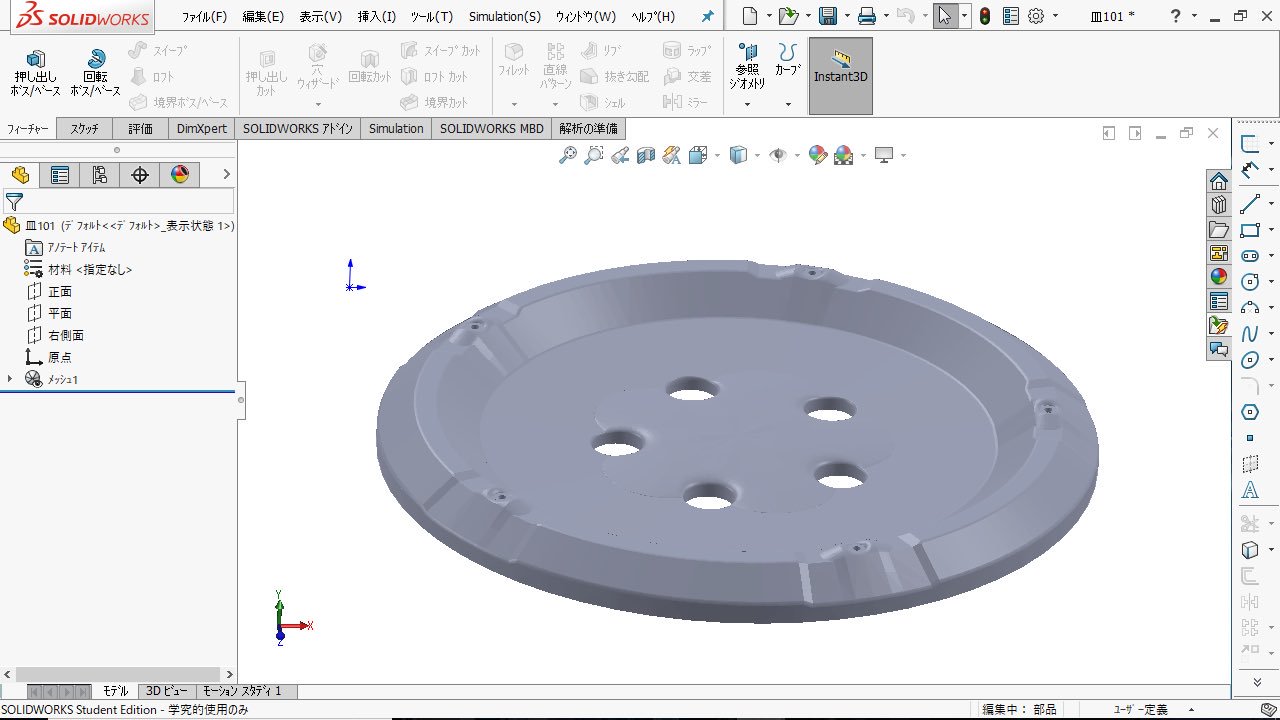 SOLIDWORKS
ファイル(F) 編集(E) 表示(V) 挿入(I) ツール(T) Simulation(S) ウィンドウ(W) ヘルプ(H)
皿101 *
押し出し
ボス/ベース
回転
ボス/ベース
スイープ
ロフト
境界ボス/ベース
押し出し
カット
穴
ウィザード
回転カット
スイープ カット
ロフト カット
境界カット
フィレット
直線
パターン
リブ
抜き勾配
シェル
ラップ
交差
ミラー
参照
ジオメトリ
カーブ
Instant3D
フィーチャー スケッチ 評価 DimXpert SOLIDWORKS アドイン Simulation SOLIDWORKS MBD 解析の準備
皿101 (デフォルト<<デフォルト>_表示状態 1>)
アノテート アイテム
材料 <指定なし>
正面
平面
右側面
原点
メッシュ1
Y
X
Z
モデル 3D ビュー モーション スタディ 1
SOLIDWORKS Student Edition - 学究的使用のみ
編集中： 部品
ユーザー定義